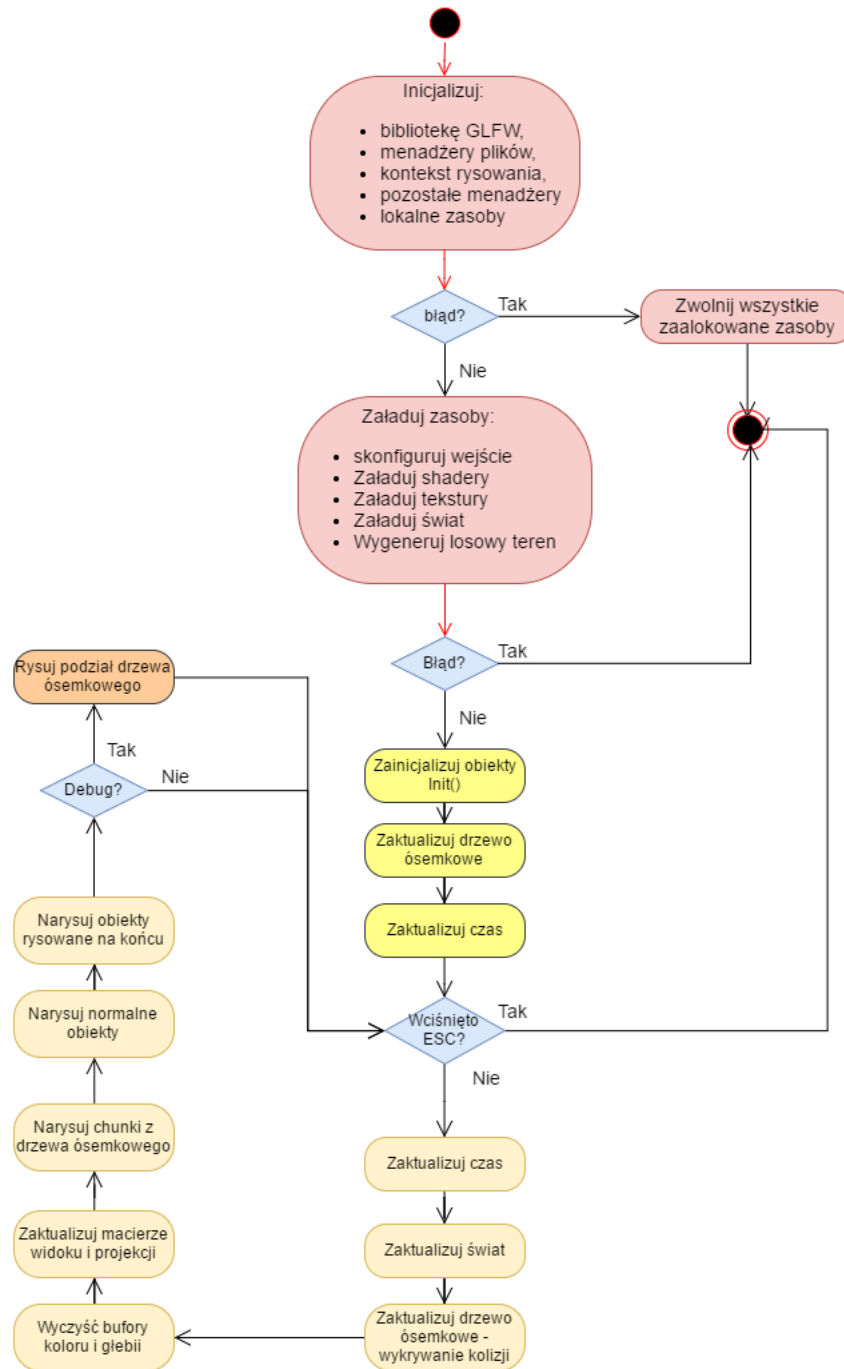 Inicjalizuj:
• bibliotekę GLFW,
• menadżery plików,
• kontekst rysowania,
• pozostałe menadżery
• lokalne zasoby
błąd?
Tak
Zwolnij wszystkie
zaalokowane zasoby
Nie
Załaduj zasoby:
• skonfiguruj wejście
• Załaduj shadery
• Załaduj tekstury
• Załaduj świat
• Wygeneruj losowy teren
Błąd?
Tak
Nie
Zainicjalizuj obiekty
Init()
Zaktualizuj drzewo
ósemkowe
Zaktualizuj czas
Wciśnięto
ESC?
Tak
Nie
Zaktualizuj czas
Zaktualizuj świat
Zaktualizuj drzewo
ósemkowe -
wykrywanie kolizji
Wyczyść bufory
koloru i głebii
Zaktualizuj macierze
widoku i projekcji
Narysuj chunki z
drzewa ósemkowego
Narysuj normalne
obiekty
Narysuj obiekty
rysowane na końcu
Debug?
Tak
Nie
Rysuj podział drzewa
ósemkowego